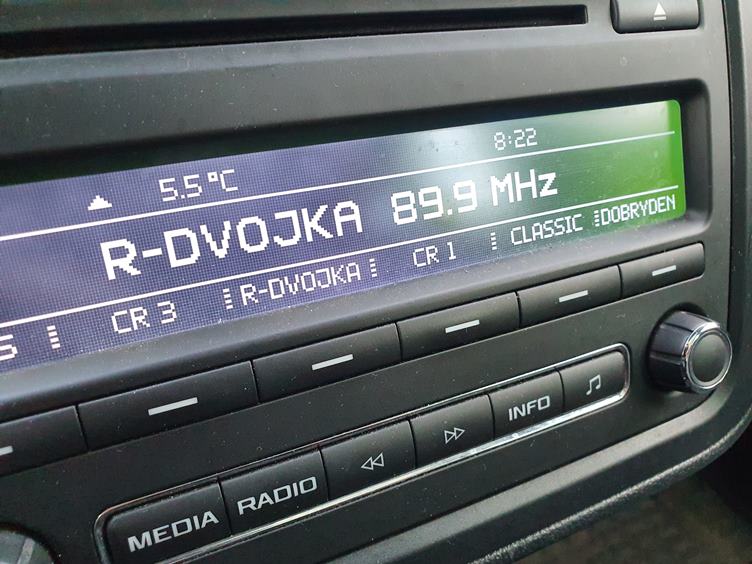 8:22
5.5°C
R-DVOJKA 89.9 MHz
S CR 3 R-DVOJKA CR 1 CLASSIC DOBRYDEN
MEDIA RADIO INFO